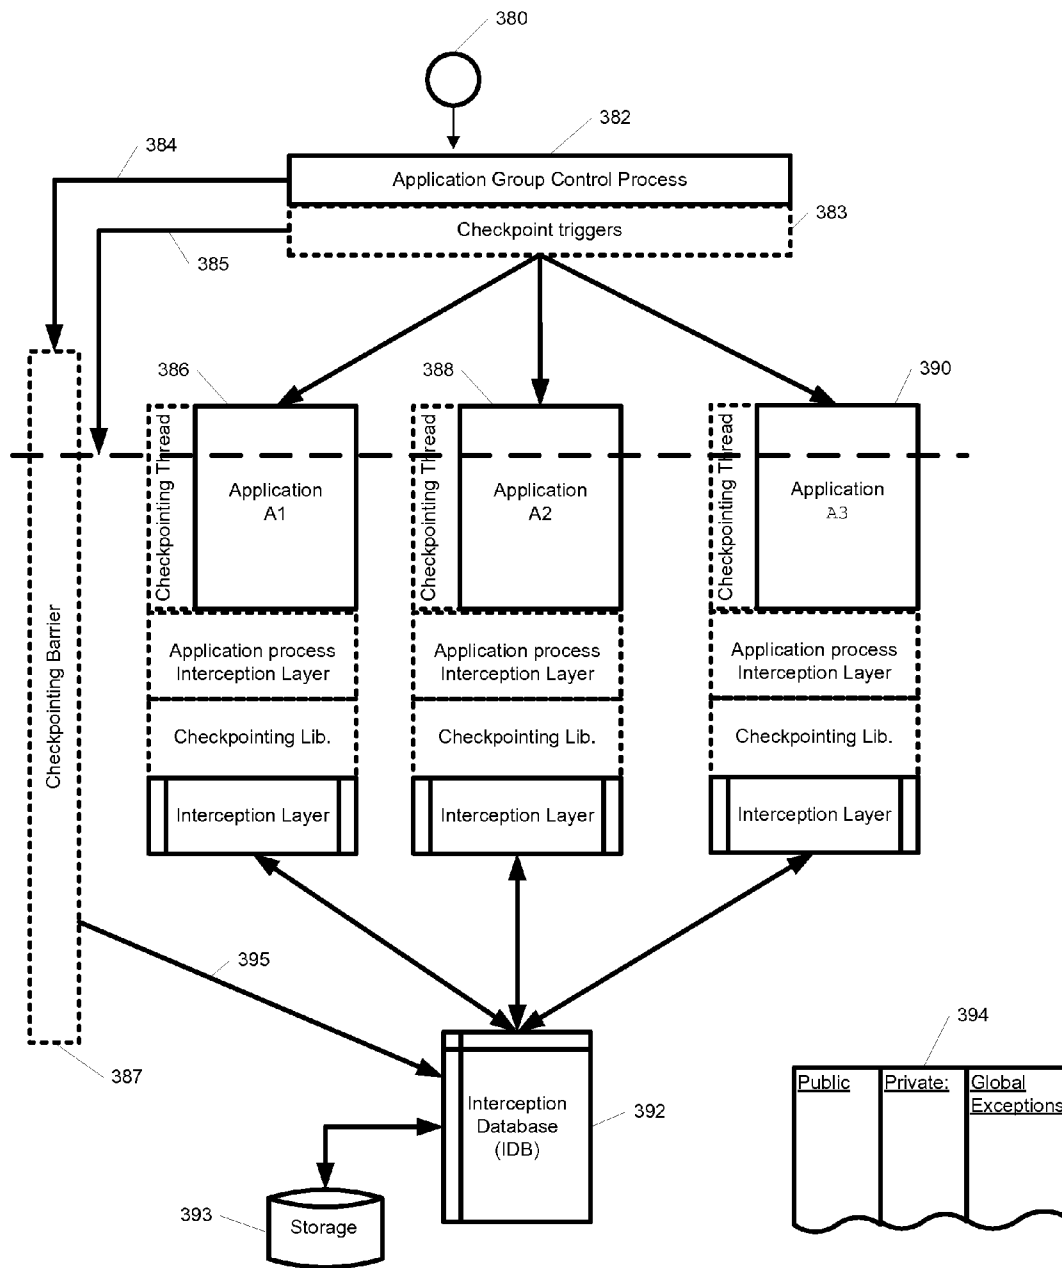 380
382
384
Application Group Control Process
383
Checkpoint triggers
385
386
388
390
Checkpointing Thread
Application
A1
Checkpointing Thread
Application
A2
Checkpointing Thread
Application
A3
Checkpointing Barrier
Application process
Interception Layer
Application process
Interception Layer
Application process
Interception Layer
Checkpointing Lib.
Checkpointing Lib.
Checkpointing Lib.
Interception Layer
Interception Layer
Interception Layer
395
387
394
Public
Private:
Global
Exceptions
Interception
Database
(IDB)
392
393
Storage